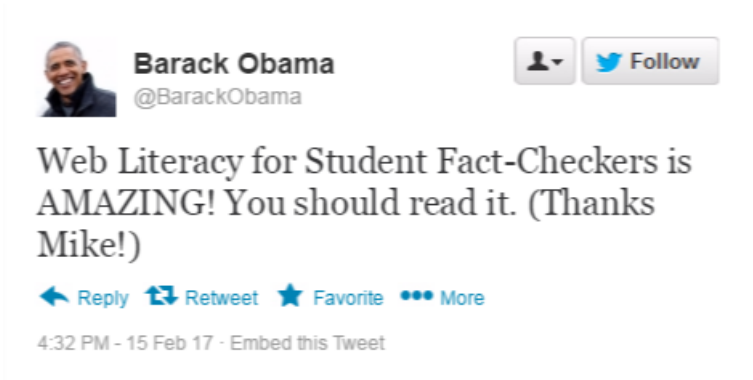 Barack Obama
@BarackObama
Follow
Web Literacy for Student Fact-Checkers is
AMAZING! You should read it. (Thanks
Mike!)
Reply Retweet Favorite More
4:32 PM - 15 Feb 17 · Embed this Tweet